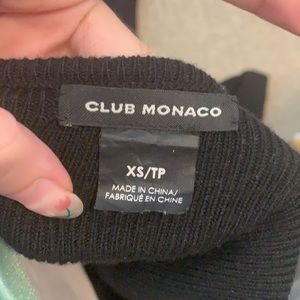 CLUB MONACO
XS/TP
MADE IN CHINA/
FABRIQUÉ EN CHINE